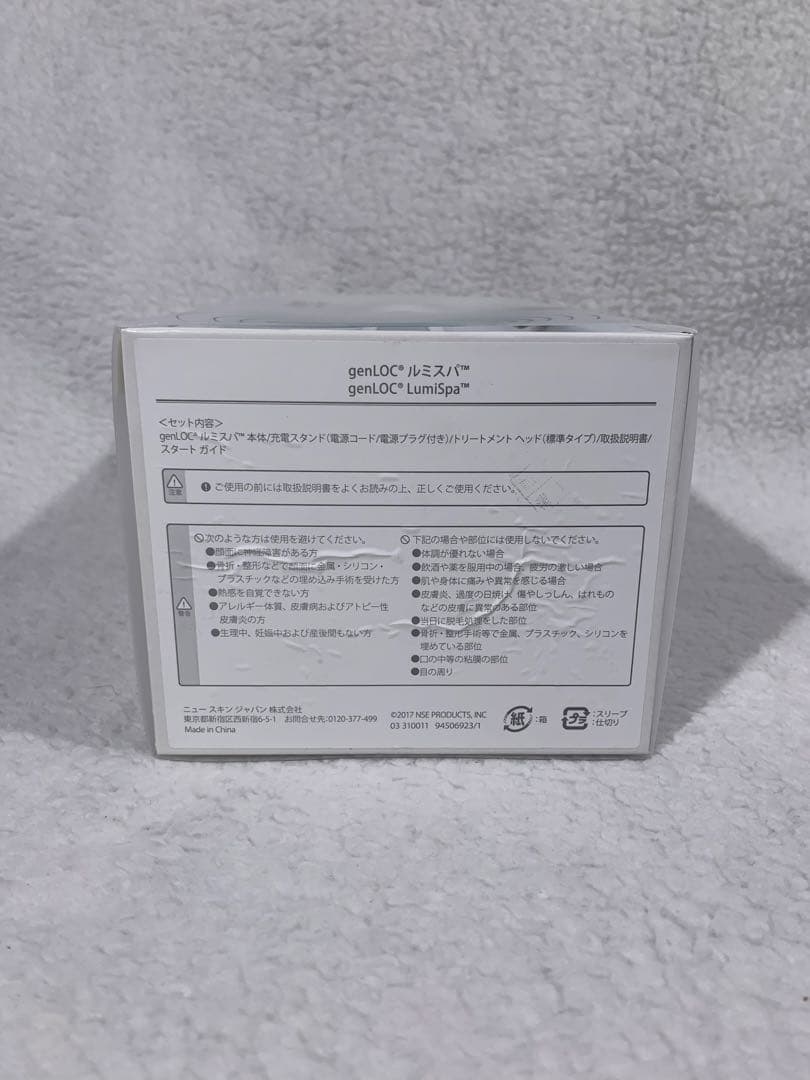 genLOC® ルミスパ™
genLOC® LumiSpa™
＜セット内容＞
genLOC® ルミスパ™ 本体/充電スタンド(電源コード/電源プラグ付き)/トリートメント ヘッド(標準タイプ)/取扱説明書/
スタート ガイド
注意
❶ ご使用の前には取扱説明書をよくお読みの上、正しくご使用ください。
警告
次のような方は使用を避けてください。
●顔面に神経障害がある方
●骨折・整形などで顔面に金属・シリコン・
プラスチックなどの埋め込み手術を受けた方
●熱感を自覚できない方
●アレルギー体質、皮膚病およびアトピー性
皮膚炎の方
●生理中、妊娠中および産後間もない方
下記の場合や部位には使用しないでください。
●体調が優れない場合
●飲酒や薬を服用中の場合、疲労の激しい場合
●肌や身体に痛みや異常を感じる場合
●皮膚炎、過度の日焼け、傷やしっしん、はれもの
などの皮膚に異常のある部位
●当日に脱毛処理をした部位
●骨折・整形手術等で金属、プラスチック、シリコンを
埋めている部位
●口の中等の粘膜の部位
●目の周り
ニュー スキン ジャパン 株式会社
東京都新宿区西新宿6-5-1 お問合せ先:0120-377-499
Made in China
©2017 NSE PRODUCTS, INC
03 310011 94506923/1
紙 :箱
プラ :スリーブ
:仕切り